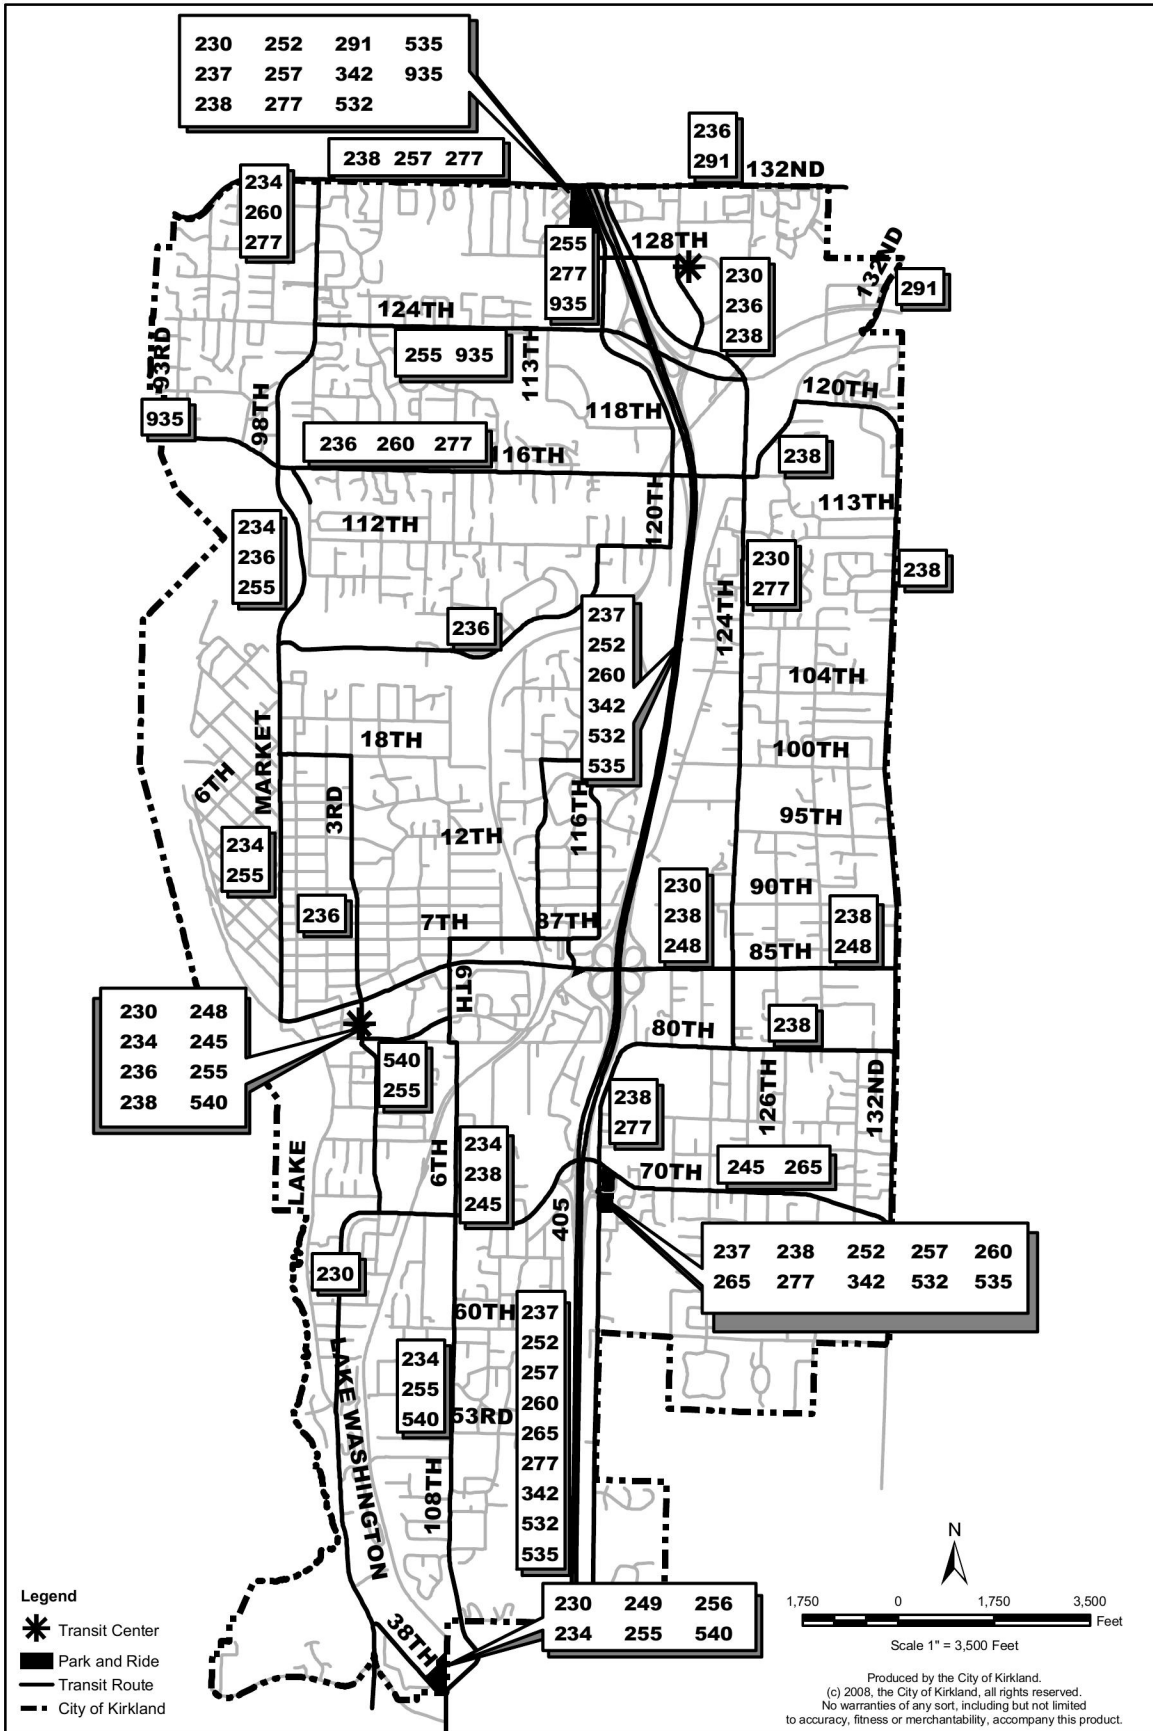 230 252 291 535
237 257 342 935
238 277 532
236
291
132ND
238 257 277
234
260
277
128TH
255
277
935
132ND
291
230
236
238
124TH
255 935
113TH
93RD
120TH
935
98TH
118TH
236 260 277
116TH
238
120TH
113TH
112TH
234
236
255
230
277
238
124TH
236
237
252
260
342
532
535
104TH
18TH
100TH
MARKET
6TH
3RD
116TH
95TH
12TH
234
255
90TH
230
238
248
236
7TH
87TH
238
248
85TH
6TH
230 248
234 245
236 255
238 540
80TH
238
540
255
126TH
132ND
238
277
234
238
245
6TH
70TH
245 265
LAKE
405
237 238 252 257 260
265 277 342 532 535
230
60TH
237
252
257
260
265
277
342
532
535
234
255
540
LAKE WASHINGTON
53RD
108TH
38TH
230 249 256
234 255 540
Legend
Transit Center
Park and Ride
Transit Route
City of Kirkland
N
1,750 0 1,750 3,500
Feet
Scale 1" = 3,500 Feet
Produced by the City of Kirkland.
(c) 2008, the City of Kirkland, all rights reserved.
No warranties of any sort, including but not limited
to accuracy, fitness or merchantability, accompany this product.